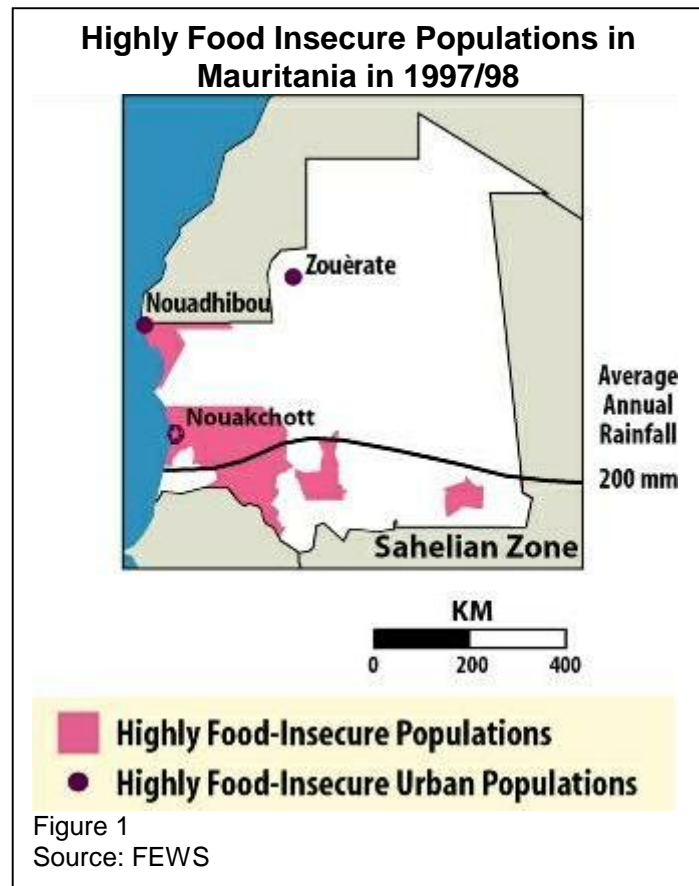 Highly Food Insecure Populations in
Mauritania in 1997/98
Zouèrate
Nouadhibou
Nouakchott
Average
Annual
Rainfall
200 mm
Sahelian Zone
KM
0 200 400
Highly Food-Insecure Populations
Highly Food-Insecure Urban Populations
Figure 1
Source: FEWS